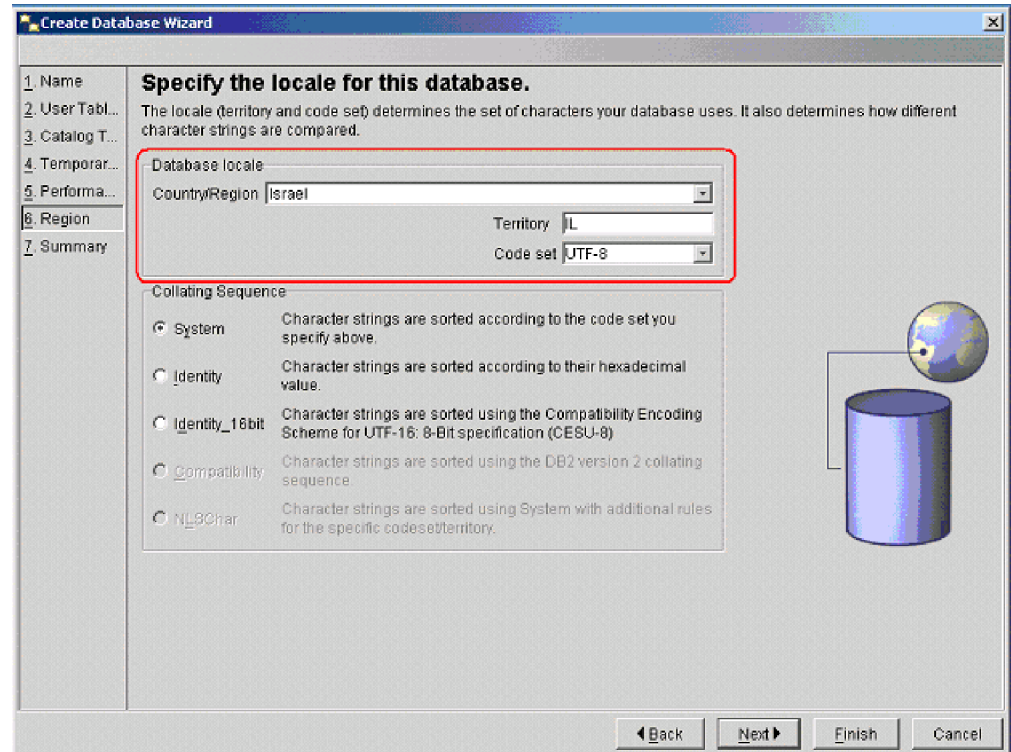 Create Database Wizard
1. Name
2. User Tabl...
3. Catalog T...
4. Temporar...
5. Performa...
6. Region
7. Summary
Specify the locale for this database.
The locale (territory and code set) determines the set of characters your database uses. It also determines how different
character strings are compared.
Database locale
Country/Region Israel
Territory IL
Code set UTF-8
Collating Sequence
System
Character strings are sorted according to the code set you
specify above.
Identity
Character strings are sorted according to their hexadecimal
value.
Identity_16bit
Character strings are sorted using the Compatibility Encoding
Scheme for UTF-16: 8-Bit specification (CESU-8)
Compatibility
Character strings are sorted using the DB2 version 2 collating
sequence.
NLSChar
Character strings are sorted using System with additional rules
for the specific codeset/territory.
Back
Next
Finish
Cancel